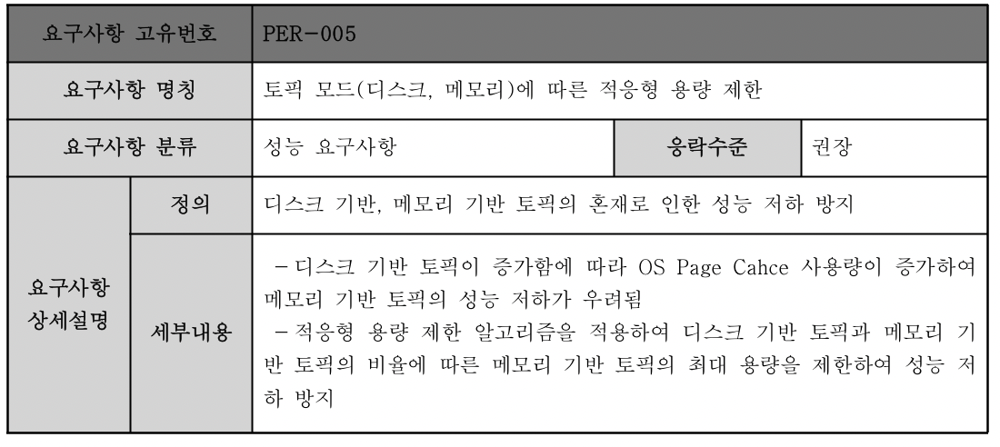 요구사항 고유번호 PER-005
요구사항 명칭 토픽 모드(디스크, 메모리)에 따른 적응형 용량 제한
요구사항 분류 성능 요구사항 응락수준 권장
요구사항 상세설명
정의 디스크 기반, 메모리 기반 토픽의 혼재로 인한 성능 저하 방지
세부내용
- 디스크 기반 토픽이 증가함에 따라 OS Page Cahce 사용량이 증가하여
메모리 기반 토픽의 성능 저하가 우려됨
- 적응형 용량 제한 알고리즘을 적용하여 디스크 기반 토픽과 메모리 기
반 토픽의 비율에 따른 메모리 기반 토픽의 최대 용량을 제한하여 성능 저
하 방지